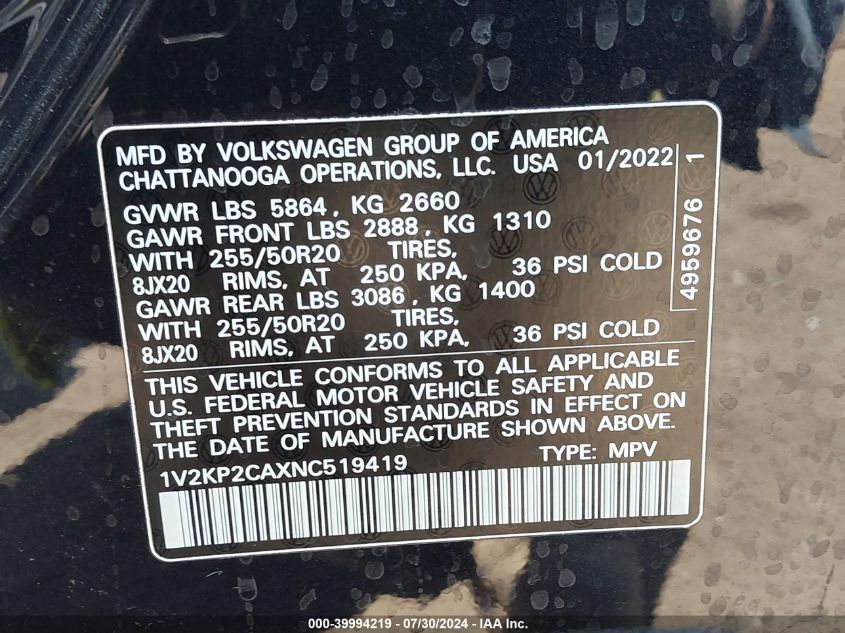 MFD BY VOLKSWAGEN GROUP OF AMERICA
CHATTANOOGA OPERATIONS, LLC. USA 01/2022
GVWR LBS 5864, KG 2660
GAWR FRONT LBS 2888, KG 1310
WITH 255/50R20 TIRES,
8JX20 RIMS, AT 250 KPA, 36 PSI COLD
GAWR REAR LBS 3086, KG 1400
WITH 255/50R20 TIRES,
8JX20 RIMS, AT 250 KPA, 36 PSI COLD
THIS VEHICLE CONFORMS TO ALL APPLICABLE
U.S. FEDERAL MOTOR VEHICLE SAFETY AND
THEFT PREVENTION STANDARDS IN EFFECT ON
THE DATE OF MANUFACTURE SHOWN ABOVE.
1V2KP2CAXNC519419 TYPE: MPV
4959676 1
000-39994219 - 07/30/2024 - IAA Inc.